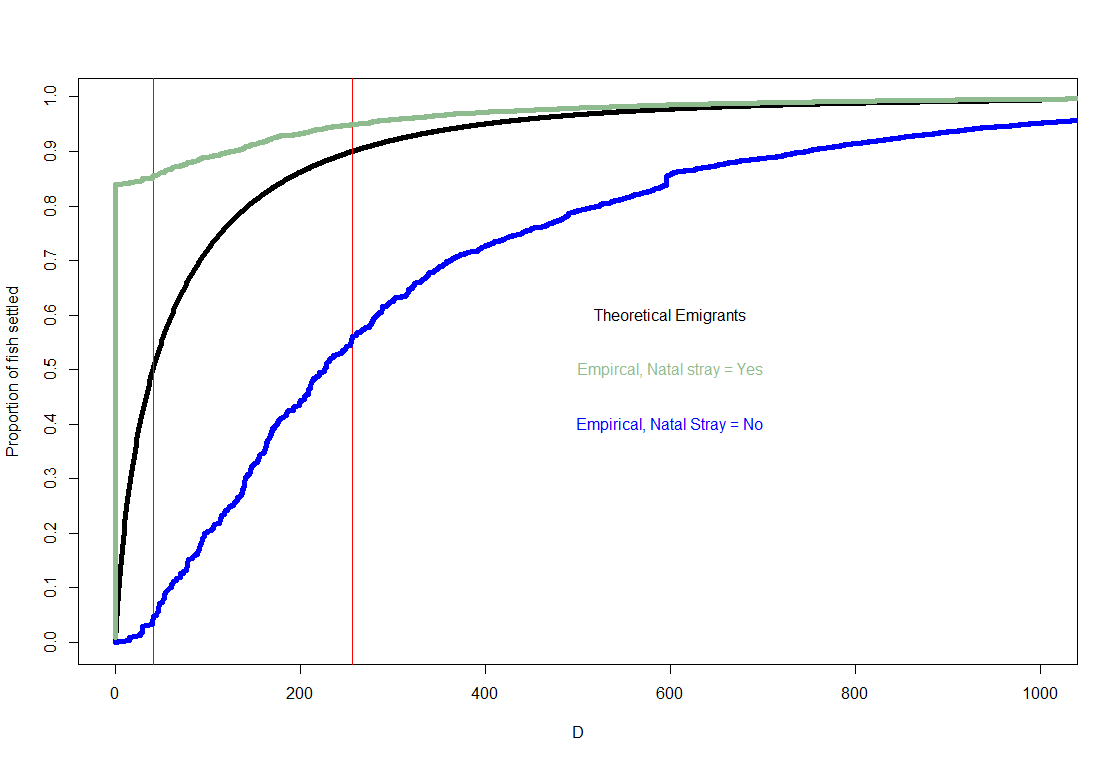 1.0
0.9
0.8
0.7
0.6
0.5
0.4
0.3
0.2
0.1
0.0
Proportion of fish settled
Theoretical Emigrants
Empircal, Natal stray = Yes
Empirical, Natal Stray = No
0 200 400 600 800 1000
D